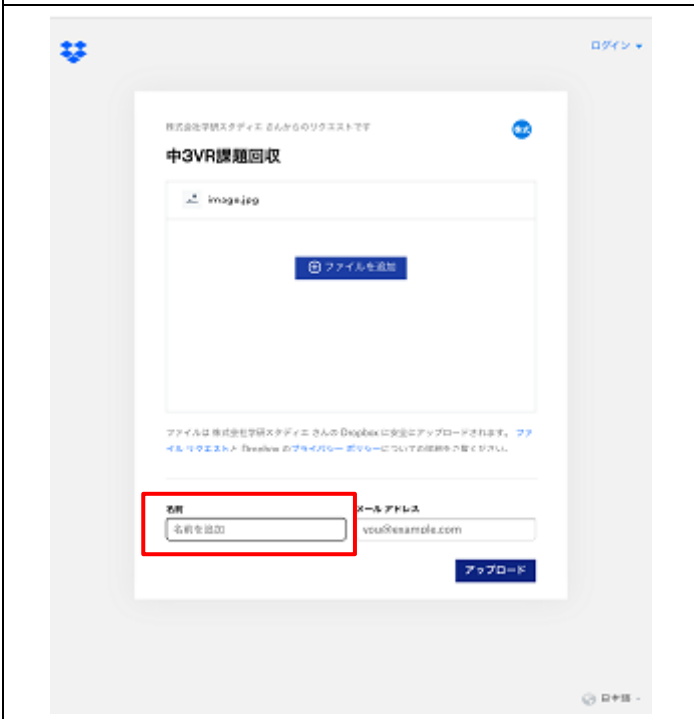 ログイン
株式会社学研スタディエ さんからのリクエストです
株式
中3VR課題回収
image.jpg
ファイルを追加
ファイルは 株式会社学研スタディエ さんの Dropbox に安全にアップロードされます。 ファ
イル リクエストと Dropbox のプライバシー ポリシーについての詳細をご覧ください。
名前
メール アドレス
名前を追加
you@example.com
アップロード
日本語